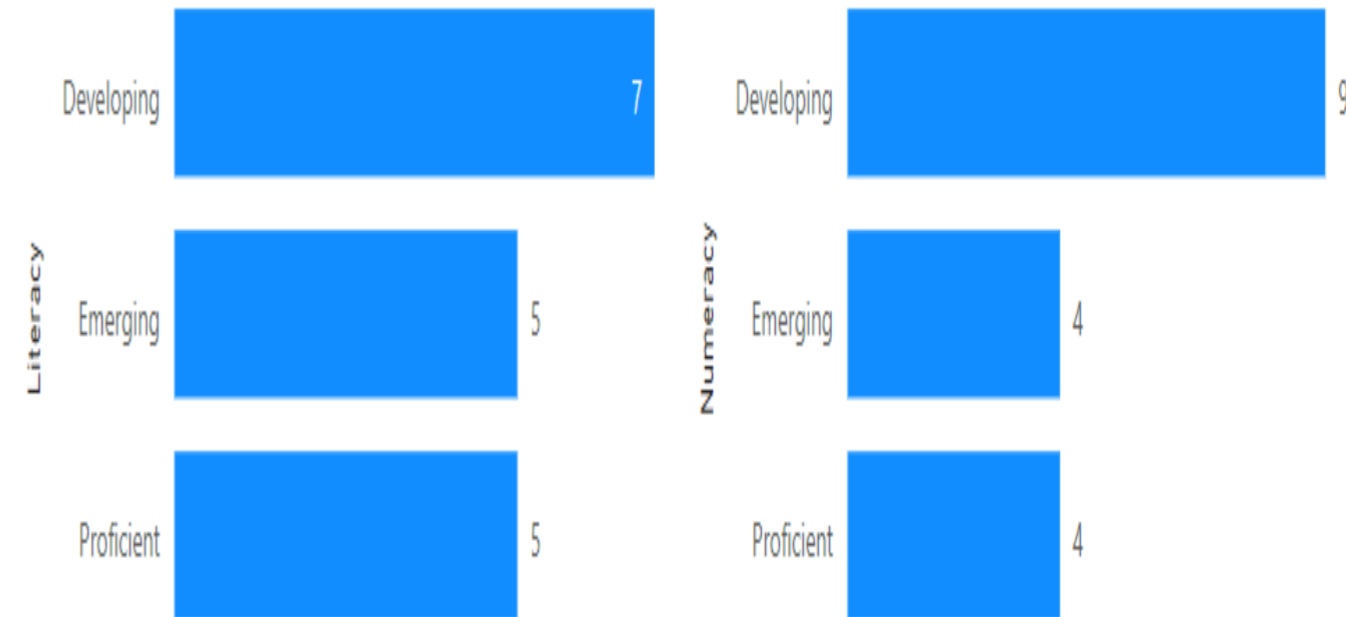 Literacy
Developing 7
Emerging 5
Proficient 5
Numeracy
Developing 9
Emerging 4
Proficient 4